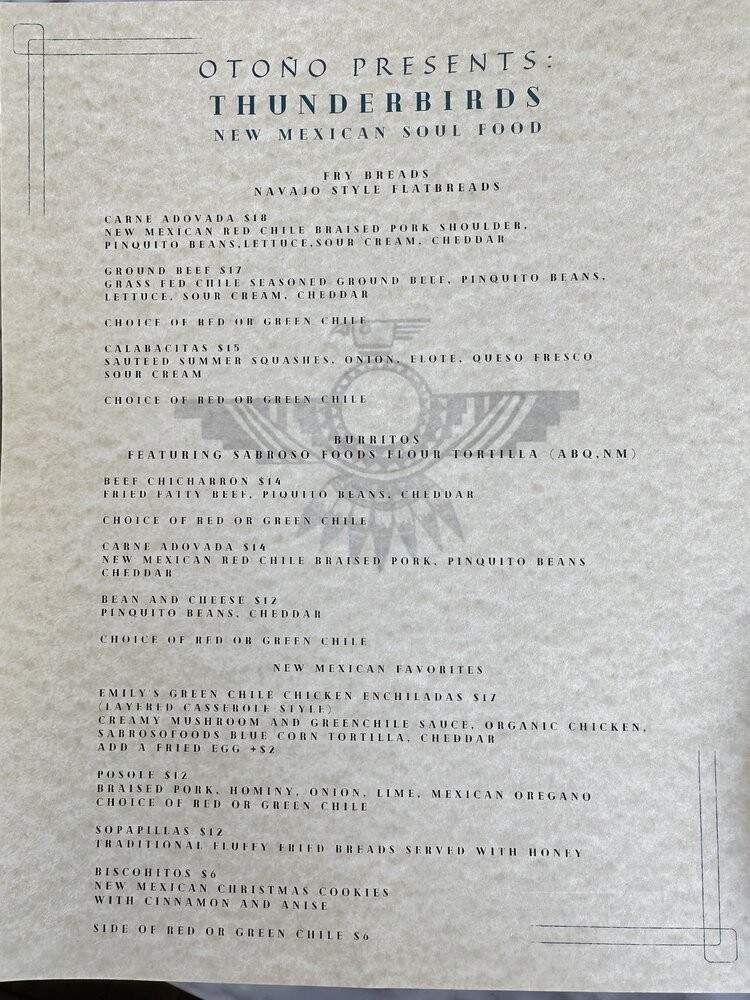 OTOÑO PRESENTS:
THUNDERBIRDS
NEW MEXICAN SOUL FOOD
FRY BREADS
NAVAJO STYLE FLATBREADS
CARNE ADOVADA $18
NEW MEXICAN RED CHILE BRAISED PORK SHOULDER,
PINQUITO BEANS,LETTUCE,SOUR CREAM, CHEDDAR
GROUND BEEF $17
GRASS FED CHILE SEASONED GROUND BEEF, PINQUITO BEANS,
LETTUCE, SOUR CREAM, CHEDDAR
CHOICE OF RED OR GREEN CHILE
CALABACITAS $15
SAUTEED SUMMER SQUASHES, ONION, ELOTE, QUESO FRESCO
SOUR CREAM
CHOICE OF RED OR GREEN CHILE
BURRITOS
FEATURING SABROSO FOODS FLOUR TORTILLA (ABQ,NM)
BEEF CHICHARRON $14
FRIED FATTY BEEF, PIQUITO BEANS, CHEDDAR
CHOICE OF RED OR GREEN CHILE
CARNE ADOVADA $14
NEW MEXICAN RED CHILE BRAISED PORK, PINQUITO BEANS
CHEDDAR
BEAN AND CHEESE $12
PINQUITO BEANS, CHEDDAR
CHOICE OF RED OR GREEN CHILE
NEW MEXICAN FAVORITES
EMILY'S GREEN CHILE CHICKEN ENCHILADAS $17
(LAYERED CASSEROLE STYLE)
CREAMY MUSHROOM AND GREENCHILE SAUCE, ORGANIC CHICKEN,
SABROSOFOODS BLUE CORN TORTILLA, CHEDDAR
ADD A FRIED EGG +$2
POSOLE $12
BRAISED PORK, HOMINY, ONION, LIME, MEXICAN OREGANO
CHOICE OF RED OR GREEN CHILE
SOPAPILLAS $12
TRADITIONAL FLUFFY FRIED BREADS SERVED WITH HONEY
BISCOHITOS $6
NEW MEXICAN CHRISTMAS COOKIES
WITH CINNAMON AND ANISE
SIDE OF RED OR GREEN CHILE $6